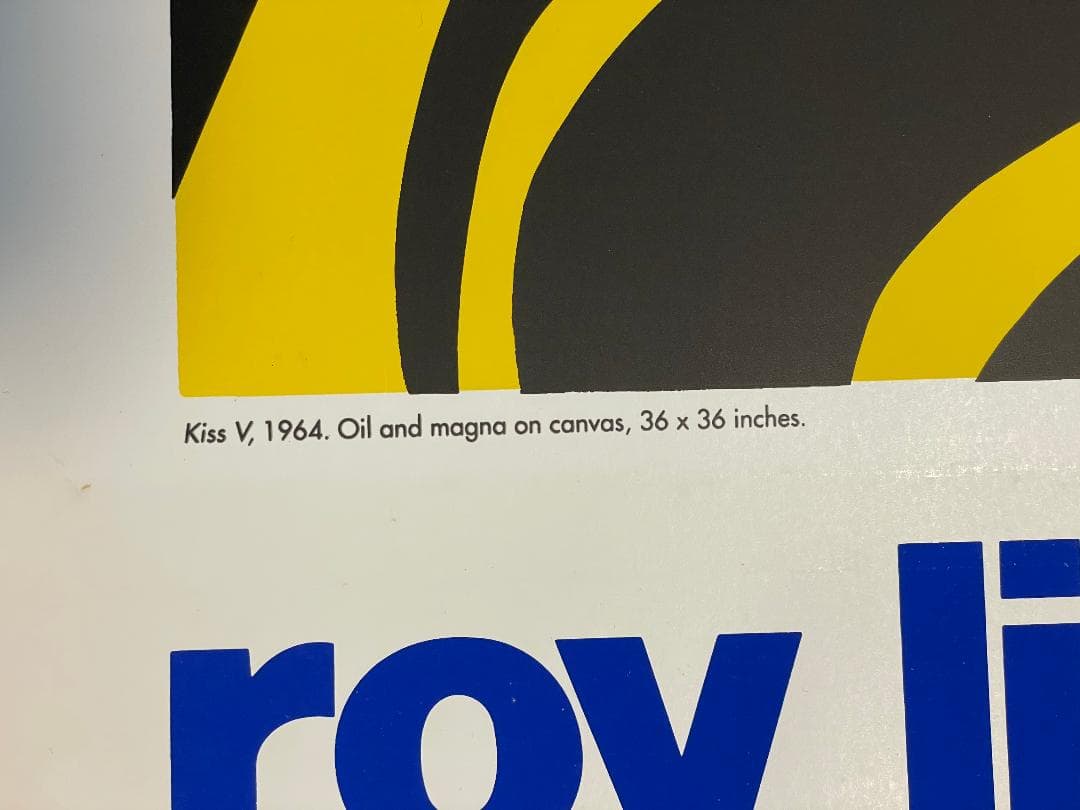 Kiss V, 1964. Oil and magna on canvas, 36 x 36 inches.
roy li